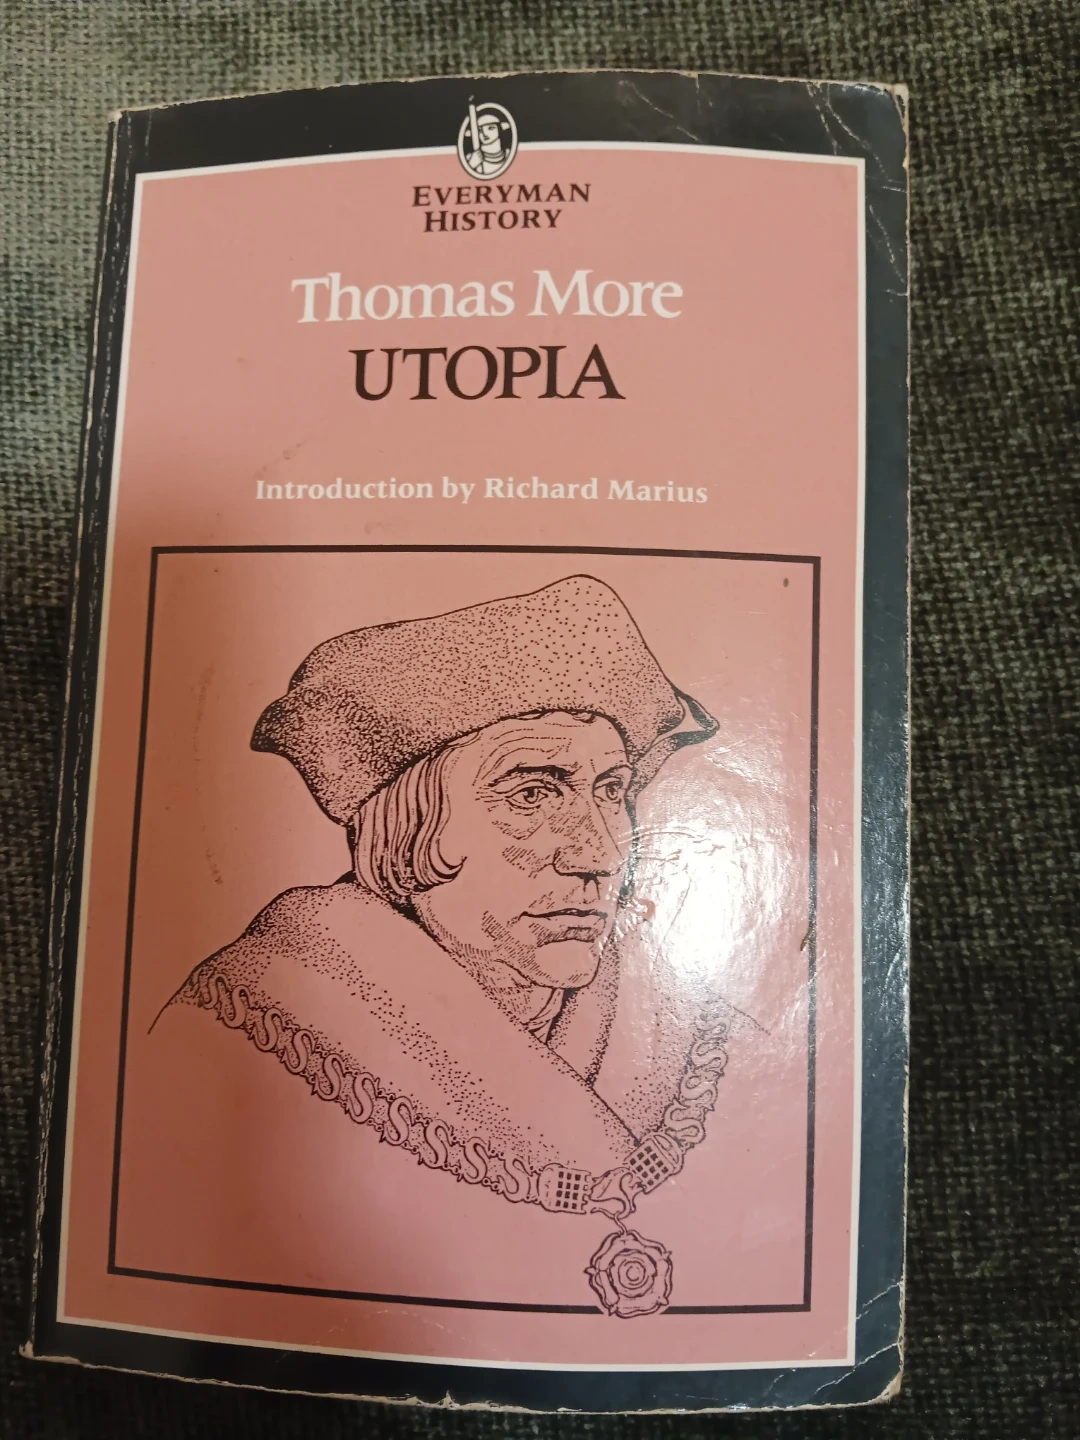 EVERYMAN
HISTORY
Thomas More
UTOPIA
Introduction by Richard Marius